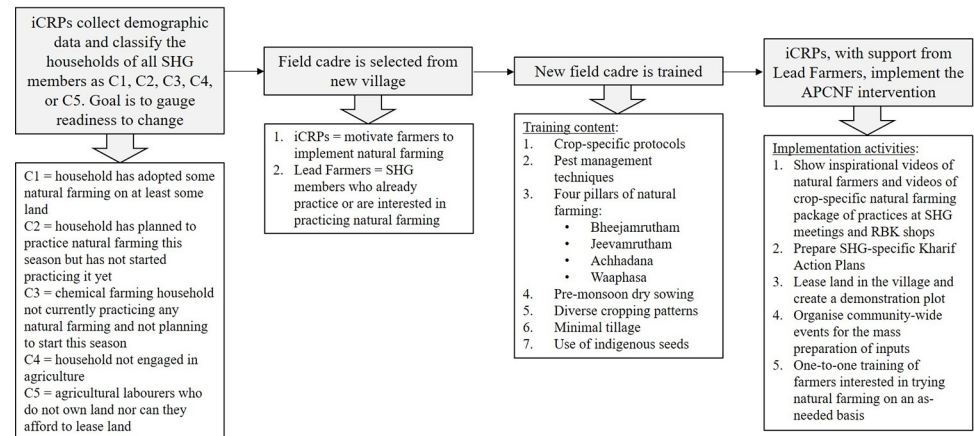 iCRPs collect demographic
data and classify the
households of all SHG
members as C1, C2, C3, C4,
or C5. Goal is to gauge
readiness to change
C1 = household has adopted some
natural farming on at least some
land
C2 = household has planned to
practice natural farming this
season but has not started
practicing it yet
C3 = chemical farming household
not currently practicing any
natural farming and not planning
to start this season
C4 = household not engaged in
agriculture
C5 = agricultural labourers who
do not own land nor can they
afford to lease land
Field cadre is selected from
new village
1. iCRPs = motivate farmers to
implement natural farming
2. Lead Farmers = SHG
members who already
practice or are interested in
practicing natural farming
New field cadre is trained
Training content:
1. Crop-specific protocols
2. Pest management
techniques
3. Four pillars of natural
farming:
• Bheejamrutham
• Jeevamrutham
• Achhadana
• Waaphasa
4. Pre-monsoon dry sowing
5. Diverse cropping patterns
6. Minimal tillage
7. Use of indigenous seeds
iCRPs, with support from
Lead Farmers, implement the
APCNF intervention
Implementation activities:
1. Show inspirational videos of
natural farmers and videos of
crop-specific natural farming
package of practices at SHG
meetings and RBK shops
2. Prepare SHG-specific Kharif
Action Plans
3. Lease land in the village and
create a demonstration plot
4. Organise community-wide
events for the mass
preparation of inputs
5. One-to-one training of
farmers interested in trying
natural farming on an as-
needed basis